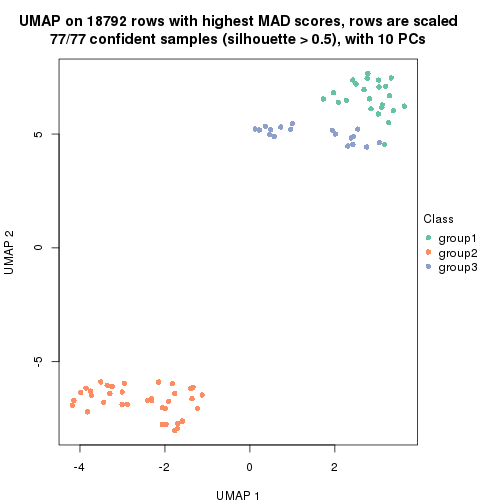 UMAP on 18792 rows with highest MAD scores, rows are scaled
77/77 confident samples (silhouette > 0.5), with 10 PCs
5
0
-5
UMAP 2
-4
-2
0
2
UMAP 1
Class
group1
group2
group3